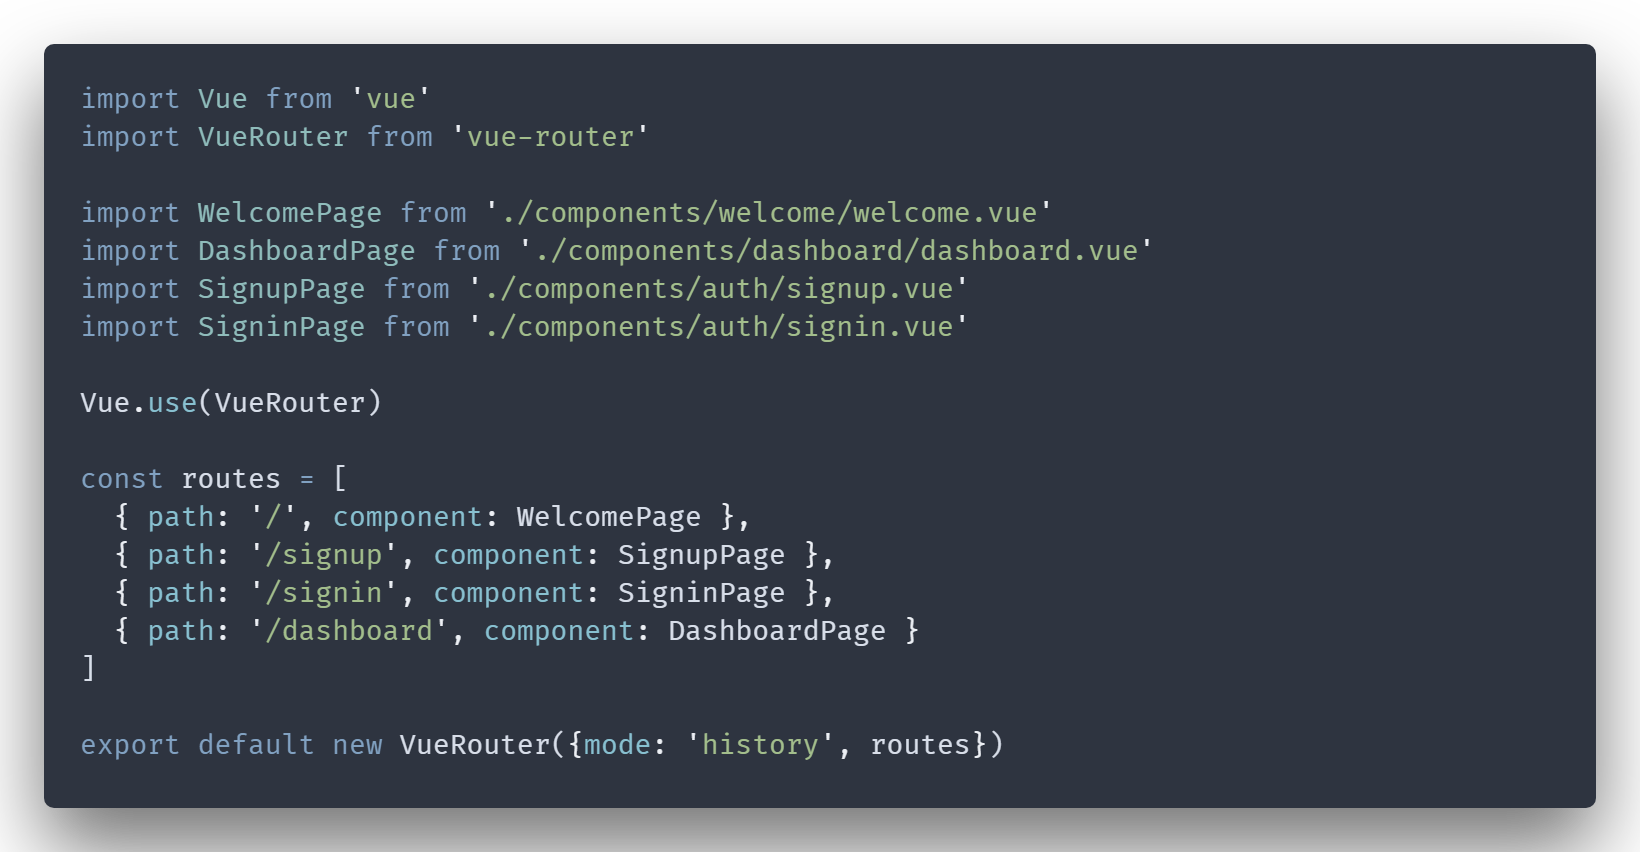 import Vue from 'vue'
import VueRouter from 'vue-router'

import WelcomePage from './components/welcome/welcome.vue'
import DashboardPage from './components/dashboard/dashboard.vue'
import SignupPage from './components/auth/signup.vue'
import SigninPage from './components/auth/signin.vue'

Vue.use(VueRouter)

const routes = [
  { path: '/', component: WelcomePage },
  { path: '/signup', component: SignupPage },
  { path: '/signin', component: SigninPage },
  { path: '/dashboard', component: DashboardPage }
]

export default new VueRouter({mode: 'history', routes})